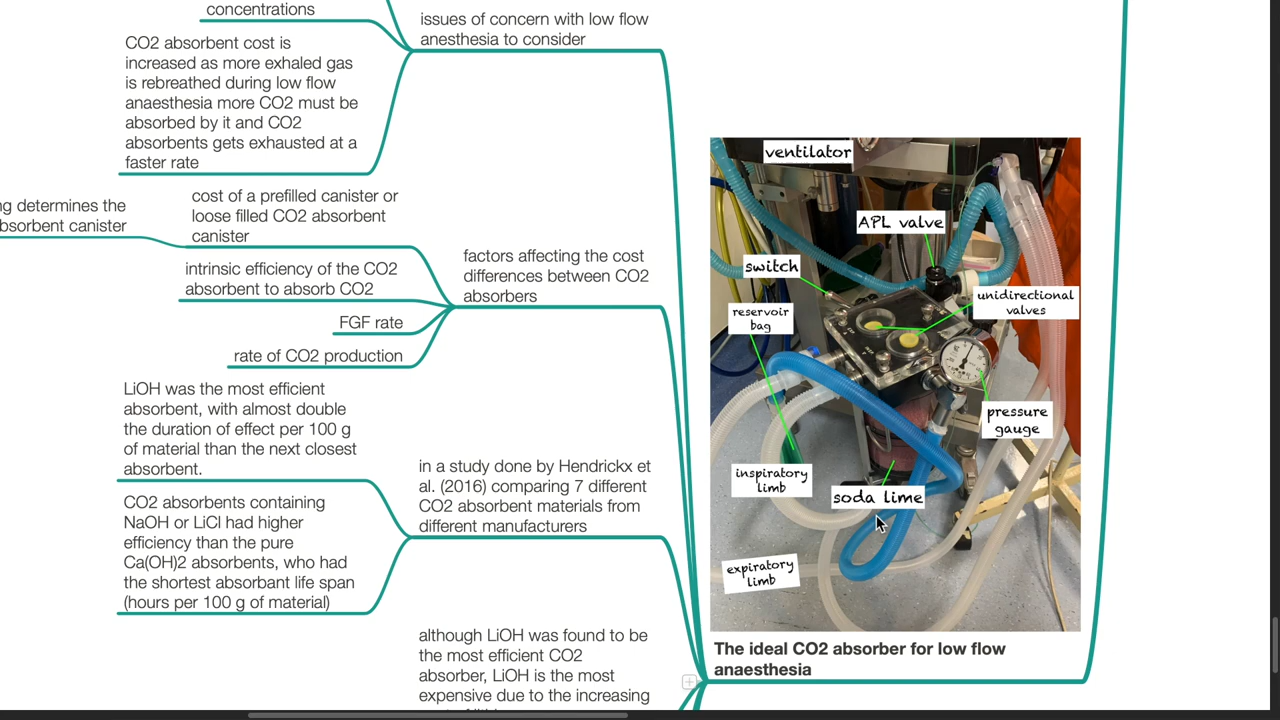 concentrations
CO2 absorbent cost is
increased as more exhaled gas
is rebreathed during low flow
anaesthesia more CO2 must be
absorbed by it and CO2
absorbents gets exhausted at a
faster rate
issues of concern with low flow
anesthesia to consider
ng determines the
bsorbent canister
cost of a prefilled canister or
loose filled CO2 absorbent
canister
intrinsic efficiency of the CO2
absorbent to absorb CO2
FGF rate
rate of CO2 production
factors affecting the cost
differences between CO2
absorbers
LiOH was the most efficient
absorbent, with almost double
the duration of effect per 100 g
of material than the next closest
absorbent.
CO2 absorbents containing
NaOH or LiCl had higher
efficiency than the pure
Ca(OH)2 absorbents, who had
the shortest absorbant life span
(hours per 100 g of material)
in a study done by Hendrickx et
al. (2016) comparing 7 different
CO2 absorbent materials from
different manufacturers
although LiOH was found to be
the most efficient CO2
absorber, LiOH is the most
expensive due to the increasing
ventilator
APL valve
switch
unidirectional
valves
reservoir
bag
pressure
gauge
inspiratory
limb
soda lime
expiratory
limb
The ideal CO2 absorber for low flow
anaesthesia